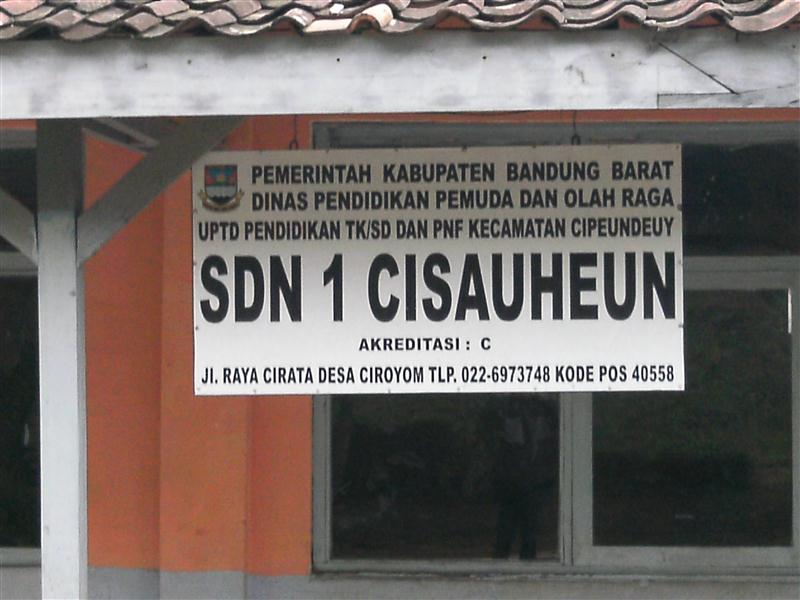 PEMERINTAH KABUPATEN BANDUNG BARAT
DINAS PENDIDIKAN PEMUDA DAN OLAH RAGA
UPTD PENDIDIKAN TK/SD DAN PNF KECAMATAN CIPEUNDEUY
SDN 1 CISAUHEUN
AKREDITASI : C
Jl. RAYA CIRATA DESA CIROYOM TLP. 022-6973748 KODE POS 40558